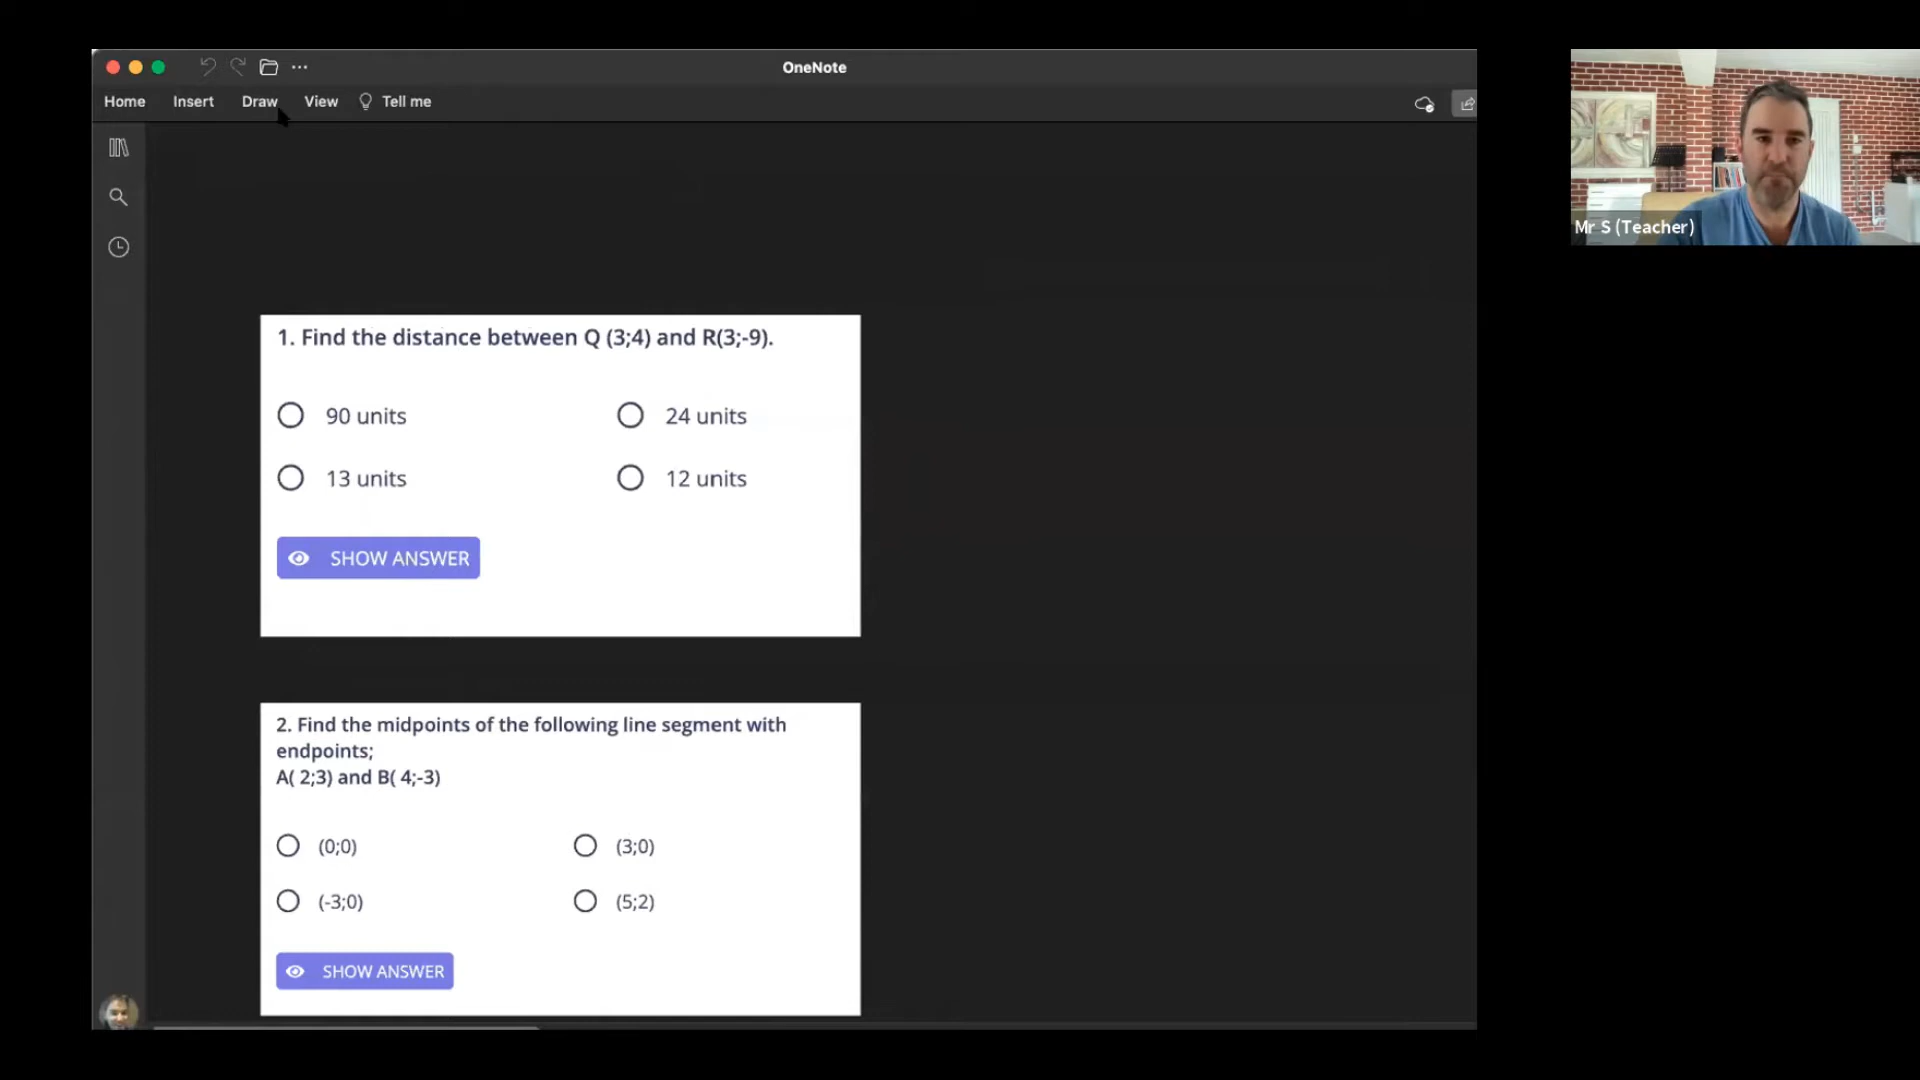 OneNote
Home Insert Draw View Tell me
Mr S (Teacher)
1. Find the distance between Q (3;4) and R(3;-9).
90 units 24 units
13 units 12 units
SHOW ANSWER
2. Find the midpoints of the following line segment with
endpoints;
A( 2;3) and B( 4;-3)
(0;0) (3;0)
(-3;0) (5;2)
SHOW ANSWER